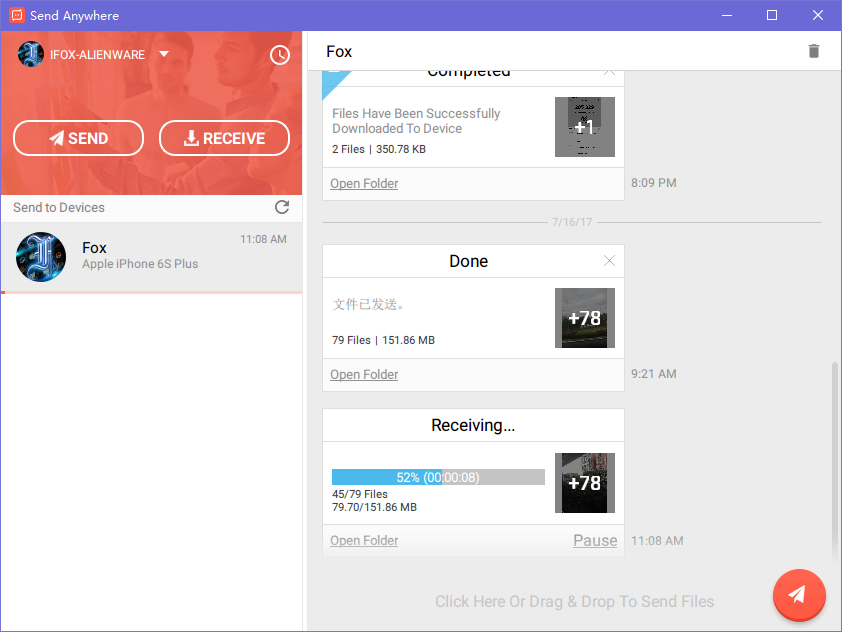 Send Anywhere
IFOX-ALIENWARE
SEND
RECEIVE
Send to Devices
Fox
11:08 AM
Apple iPhone 6S Plus
Fox
Completed
Files Have Been Successfully
Downloaded To Device
2 Files | 350.78 KB
+1
Open Folder
8:09 PM
7/16/17
Done
文件已发送。
79 Files | 151.86 MB
+78
Open Folder
9:21 AM
Receiving...
52% (00:00:08)
45/79 Files
79.70/151.86 MB
+78
Open Folder
Pause
11:08 AM
Click Here Or Drag & Drop To Send Files